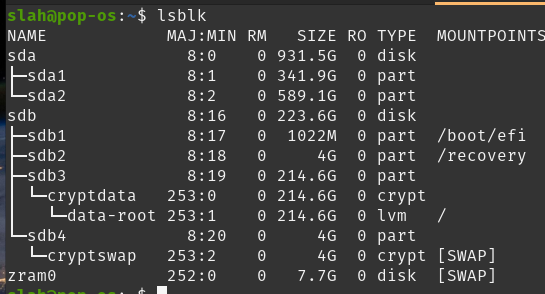 slah@pop-os:~$ lsblk
NAME              MAJ:MIN RM   SIZE RO TYPE  MOUNTPOINTS
sda                 8:0    0 931.5G  0 disk
├─sda1              8:1    0 341.9G  0 part
└─sda2              8:2    0 589.1G  0 part
sdb                 8:16   0 223.6G  0 disk
├─sdb1              8:17   0  1022M  0 part  /boot/efi
├─sdb2              8:18   0     4G  0 part  /recovery
├─sdb3              8:19   0 214.6G  0 part
│ └─cryptdata     253:0    0 214.6G  0 crypt
│   └─data-root   253:1    0 214.6G  0 lvm   /
└─sdb4              8:20   0     4G  0 part
  └─cryptswap     253:2    0     4G  0 crypt [SWAP]
zram0             252:0    0   7.7G  0 disk  [SWAP]
slah@pop-os:~$